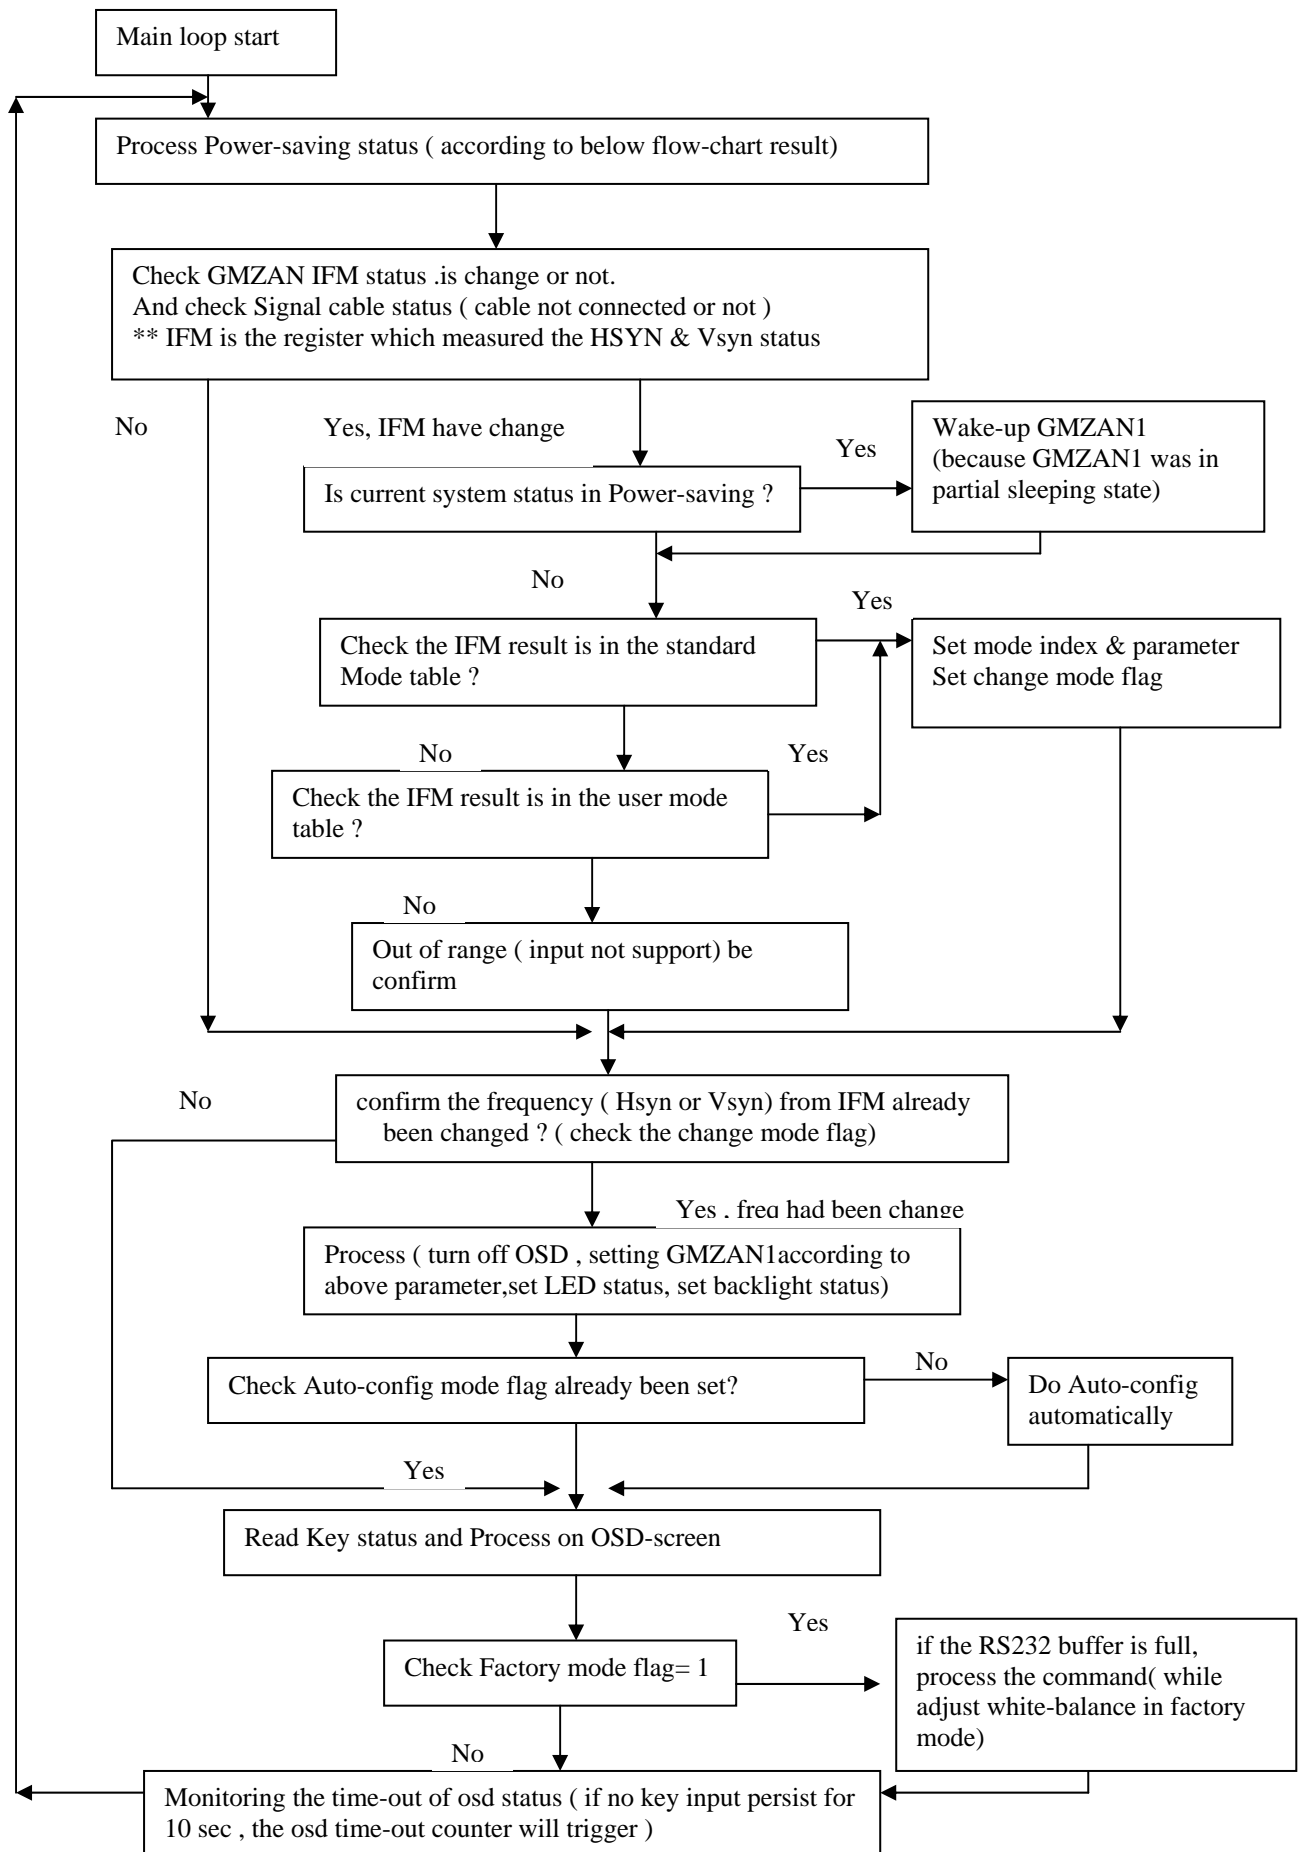 Main loop start
Process Power-saving status ( according to below flow-chart result)
Check GMZAN IFM status .is change or not.
And check Signal cable status ( cable not connected or not )
** IFM is the register which measured the HSYN & Vsyn status
No
Yes, IFM have change
Yes
Wake-up GMZAN1
(because GMZAN1 was in
partial sleeping state)
Is current system status in Power-saving ?
No
Yes
Check the IFM result is in the standard
Mode table ?
Set mode index & parameter
Set change mode flag
No
Yes
Check the IFM result is in the user mode
table ?
No
Out of range ( input not support) be
confirm
No
confirm the frequency ( Hsyn or Vsyn) from IFM already
been changed ? ( check the change mode flag)
Yes , freq had been change
Process ( turn off OSD , setting GMZAN1according to
above parameter,set LED status, set backlight status)
Check Auto-config mode flag already been set?
No
Do Auto-config
automatically
Yes
Read Key status and Process on OSD-screen
Yes
Check Factory mode flag= 1
if the RS232 buffer is full,
process the command( while
adjust white-balance in factory
mode)
No
Monitoring the time-out of osd status ( if no key input persist for
10 sec , the osd time-out counter will trigger )